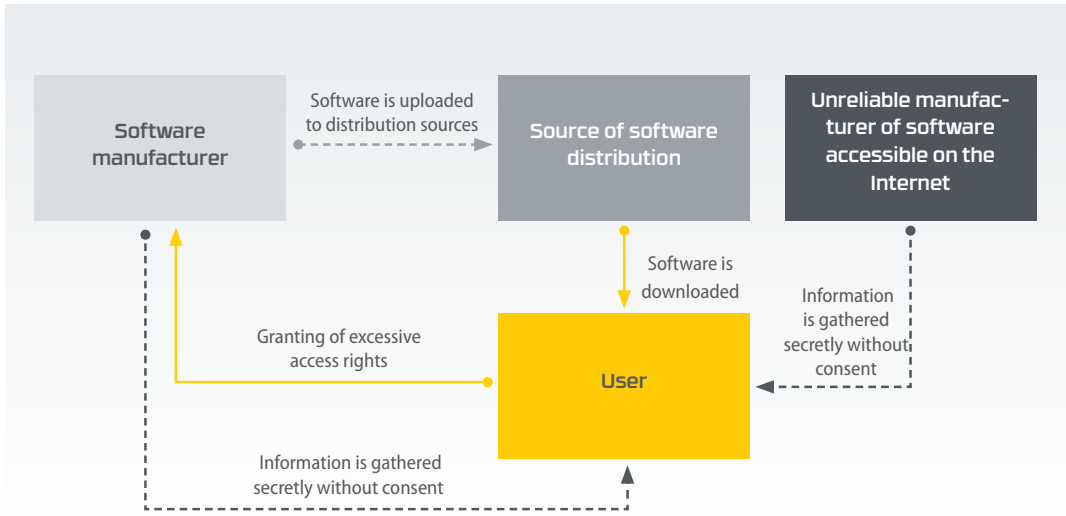 Software
manufacturer
Software is uploaded
to distribution sources
Source of software
distribution
Unreliable manufac-
turer of software
accessible on the
Internet
Software is
downloaded
Information
is gathered
secretly without
consent
Granting of excessive
access rights
User
Information is gathered
secretly without consent